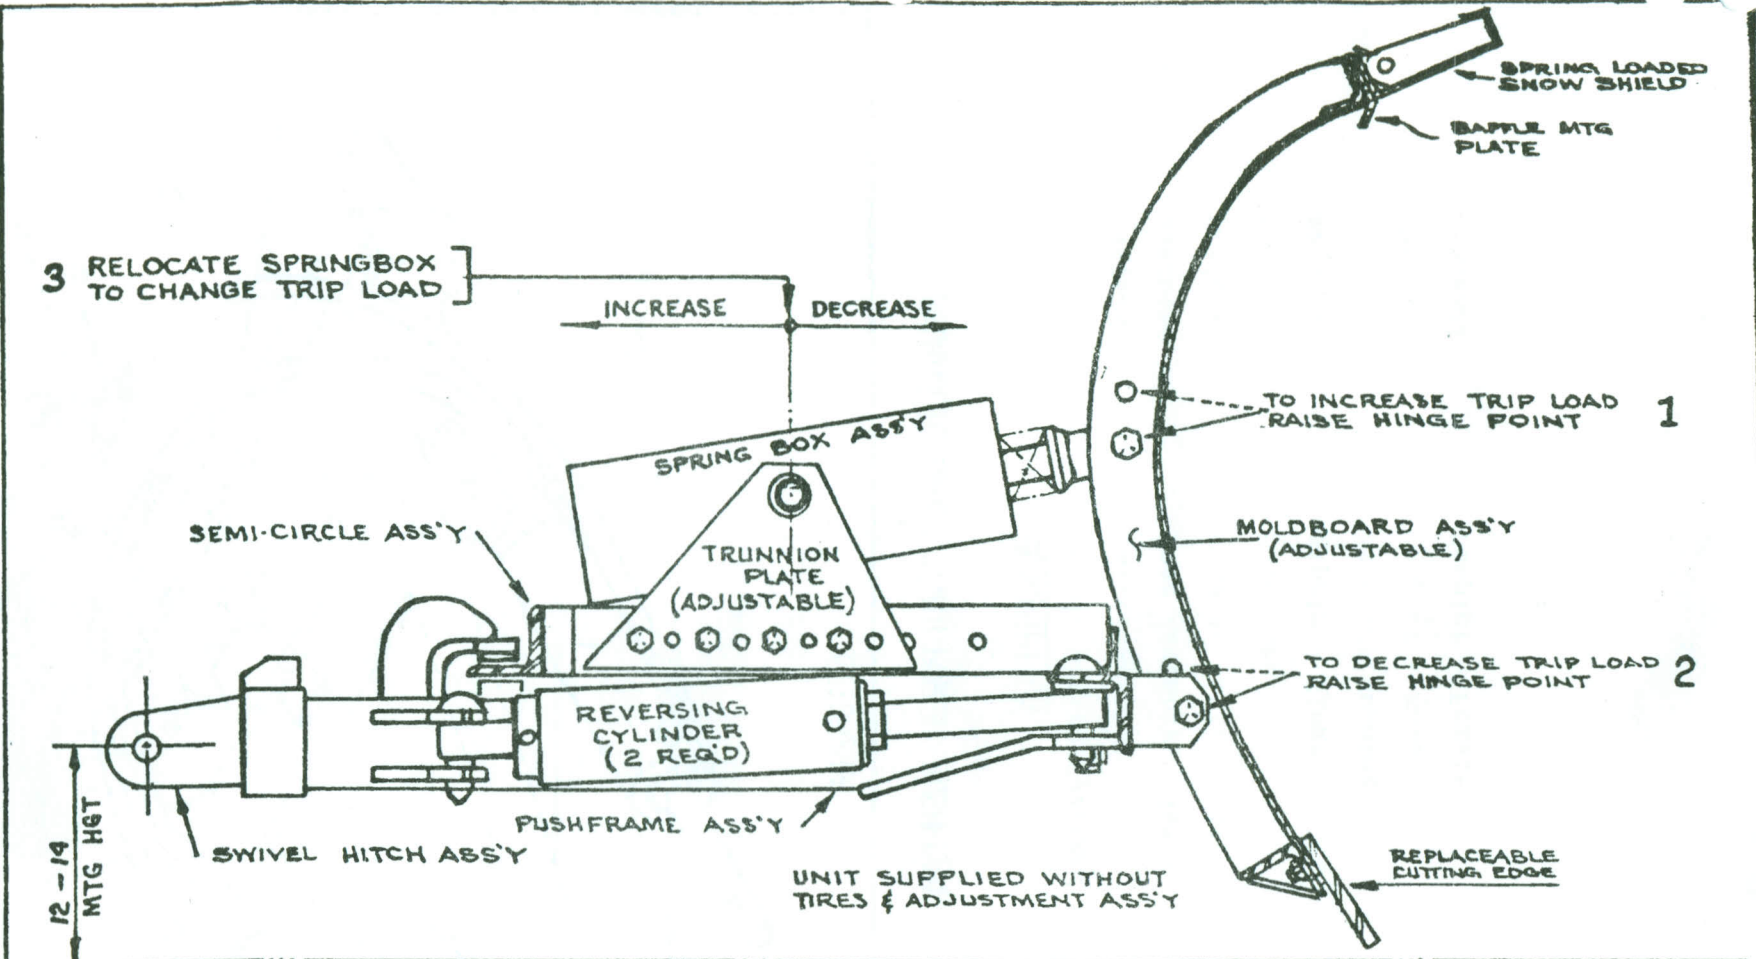 SPRING LOADED
SNOW SHIELD
BAFFLE MTG
PLATE
3 RELOCATE SPRINGBOX
TO CHANGE TRIP LOAD
INCREASE DECREASE
TO INCREASE TRIP LOAD
RAISE HINGE POINT 1
SPRING BOX ASS'Y
SEMI-CIRCLE ASS'Y
MOLDBOARD ASS'Y
(ADJUSTABLE)
TRUNNION
PLATE
(ADJUSTABLE)
TO DECREASE TRIP LOAD
RAISE HINGE POINT 2
REVERSING
CYLINDER
(2 REQ'D)
PUSHFRAME ASS'Y
SWIVEL HITCH ASS'Y
12-14
MTG HGT
UNIT SUPPLIED WITHOUT
TIRES & ADJUSTMENT ASS'Y
REPLACEABLE
CUTTING EDGE